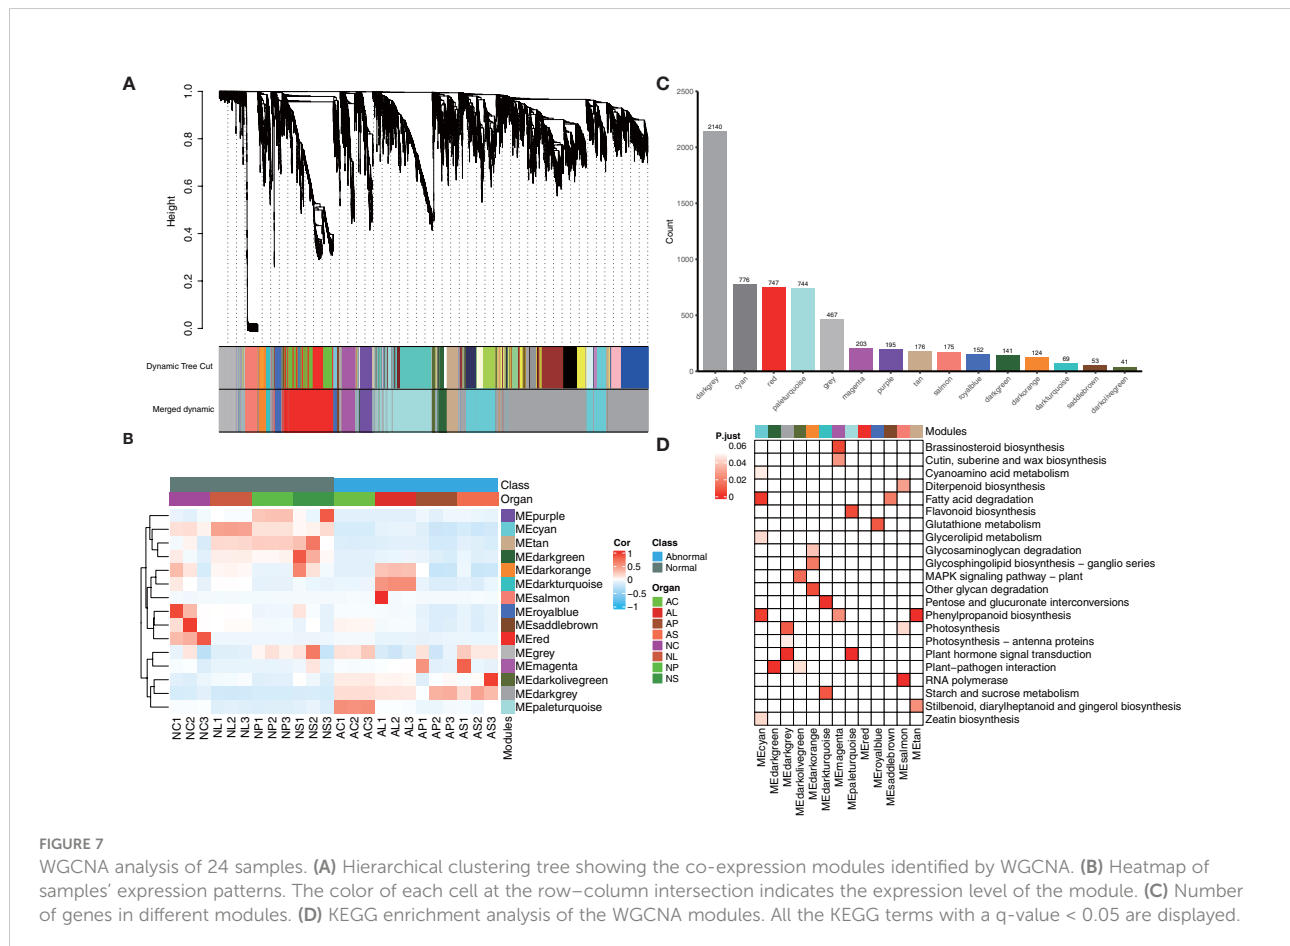 A
Height
1.0
0.8
0.6
0.4
0.2
0.0
Dynamic Tree Cut
Merged dynamic
B
Class
Organ
MEpurple
MEcyan
MEtan
MEdarkgreen
MEdarkorange
MEdarkturquoise
MEsalmon
MEroyalblue
MEsaddlebrown
MEred
MEgrey
MEmagenta
MEdarkolivegreen
MEdarkgrey
MEpaleturquoise
NC1
NC2
NC3
NL1
NL2
NL3
NP1
NP2
NP3
NS1
NS2
NS3
AC1
AC2
AC3
AL1
AL2
AL3
AP1
AP2
AP3
AS1
AS2
AS3
Modules
Cor
1
0.5
0
−0.5
−1
Class
Abnormal
Normal
Organ
AC
AL
AP
AS
NC
NL
NP
NS
C
Count
2500
2000
1500
1000
500
0
2140
776
747
744
467
203
195
176
175
152
141
124
69
53
41
darkgrey
cyan
red
paleturquoise
grey
magenta
purple
tan
salmon
royalblue
darkgreen
darkorange
darkturquoise
saddlebrown
darkolivegreen
D
P.just
0.06
0.04
0.02
0
Modules
Brassinosteroid biosynthesis
Cutin, suberine and wax biosynthesis
Cyanoamino acid metabolism
Diterpenoid biosynthesis
Fatty acid degradation
Flavonoid biosynthesis
Glutathione metabolism
Glycerolipid metabolism
Glycosaminoglycan degradation
Glycosphingolipid biosynthesis − ganglio series
MAPK signaling pathway − plant
Other glycan degradation
Pentose and glucuronate interconversions
Phenylpropanoid biosynthesis
Photosynthesis
Photosynthesis − antenna proteins
Plant hormone signal transduction
Plant−pathogen interaction
RNA polymerase
Starch and sucrose metabolism
Stilbenoid, diarylheptanoid and gingerol biosynthesis
Zeatin biosynthesis
MEcyan
MEdarkgreen
MEdarkgrey
MEdarkolivegreen
MEdarkorange
MEdarkturquoise
MEmagenta
MEpaleturquoise
MEred
MEroyalblue
MEsaddlebrown
MEsalmon
MEtan
FIGURE 7
WGCNA analysis of 24 samples. (A) Hierarchical clustering tree showing the co-expression modules identified by WGCNA. (B) Heatmap of
samples’ expression patterns. The color of each cell at the row–column intersection indicates the expression level of the module. (C) Number
of genes in different modules. (D) KEGG enrichment analysis of the WGCNA modules. All the KEGG terms with a q-value < 0.05 are displayed.